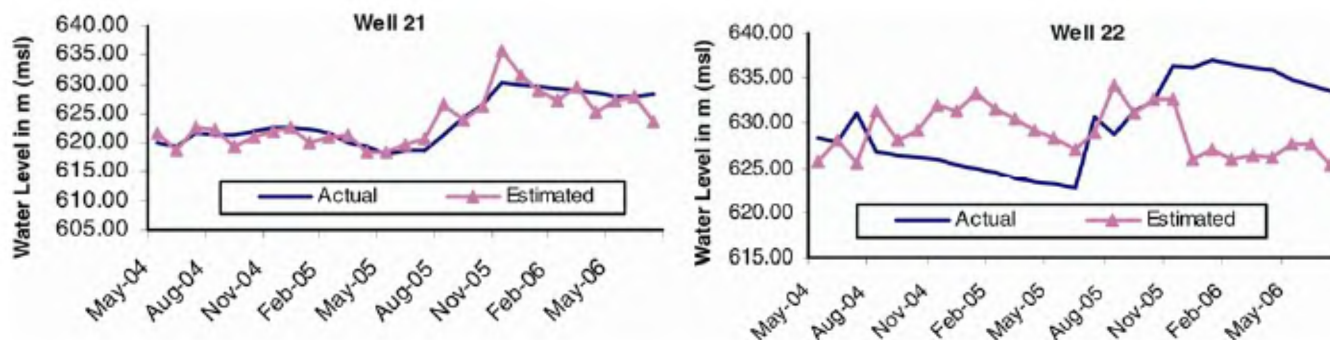 Well 21
Water Level in m (msl)
640.00
635.00
630.00
625.00
620.00
615.00
610.00
605.00
Actual
Estimated
May-04
Aug-04
Nov-04
Feb-05
May-05
Aug-05
Nov-05
Feb-06
May-06
Well 22
Water Level in m (msl)
640.00
635.00
630.00
625.00
620.00
615.00
Actual
Estimated
May-04
Aug-04
Nov-04
Feb-05
May-05
Aug-05
Nov-05
Feb-06
May-06